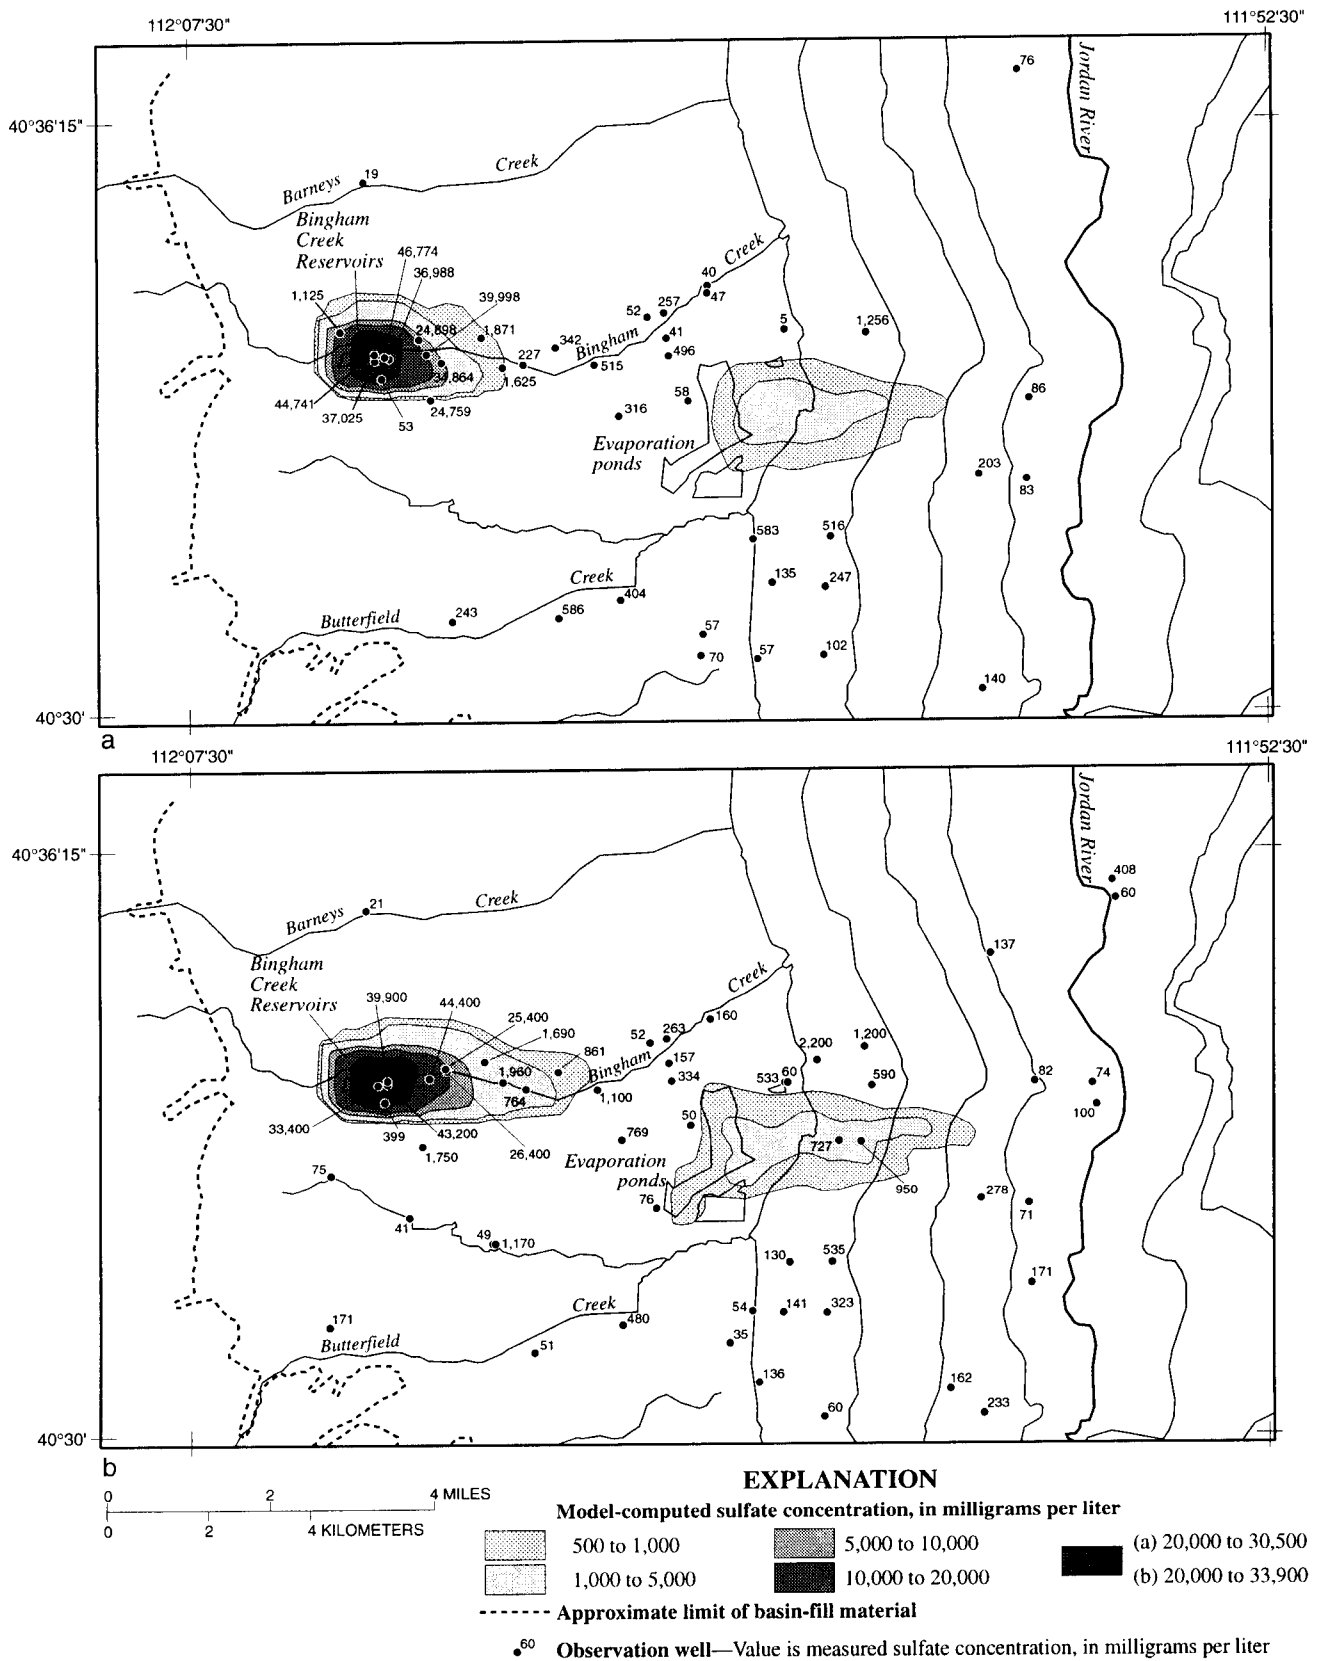 112°07'30"
111°52'30"
76
Jordan River
40°36'15"
Barneys
Creek
19
Bingham
Creek
Reservoirs
46,774
36,988
1,125
39,998
24,898
1,871
342
227
34,864
1,625
44,741
37,025
53
24,759
Creek
40
47
52
257
41
Bingham
496
515
5
1,256
58
316
86
Evaporation
ponds
203
83
583
516
135
247
Creek
404
243
586
Butterfield
57
70
57
102
140
40°30'
a
112°07'30"
111°52'30"
Jordan River
40°36'15"
408
60
Barneys
Creek
21
137
Bingham
Creek
Reservoirs
39,900
44,400
25,400
1,690
861
1,960
764
Creek
160
52
263
Bingham
157
334
1,100
2,200
1,200
60
533
590
82
74
100
33,400
399
43,200
1,750
26,400
769
50
Evaporation
ponds
727
950
75
76
278
71
41
49
1,170
130
535
171
Creek
480
54
141
323
171
Butterfield
51
35
136
162
60
233
40°30'
b
0 2 4 MILES
0 2 4 KILOMETERS
EXPLANATION
Model-computed sulfate concentration, in milligrams per liter
500 to 1,000
5,000 to 10,000
(a) 20,000 to 30,500
1,000 to 5,000
10,000 to 20,000
(b) 20,000 to 33,900
Approximate limit of basin-fill material
60 Observation well—Value is measured sulfate concentration, in milligrams per liter